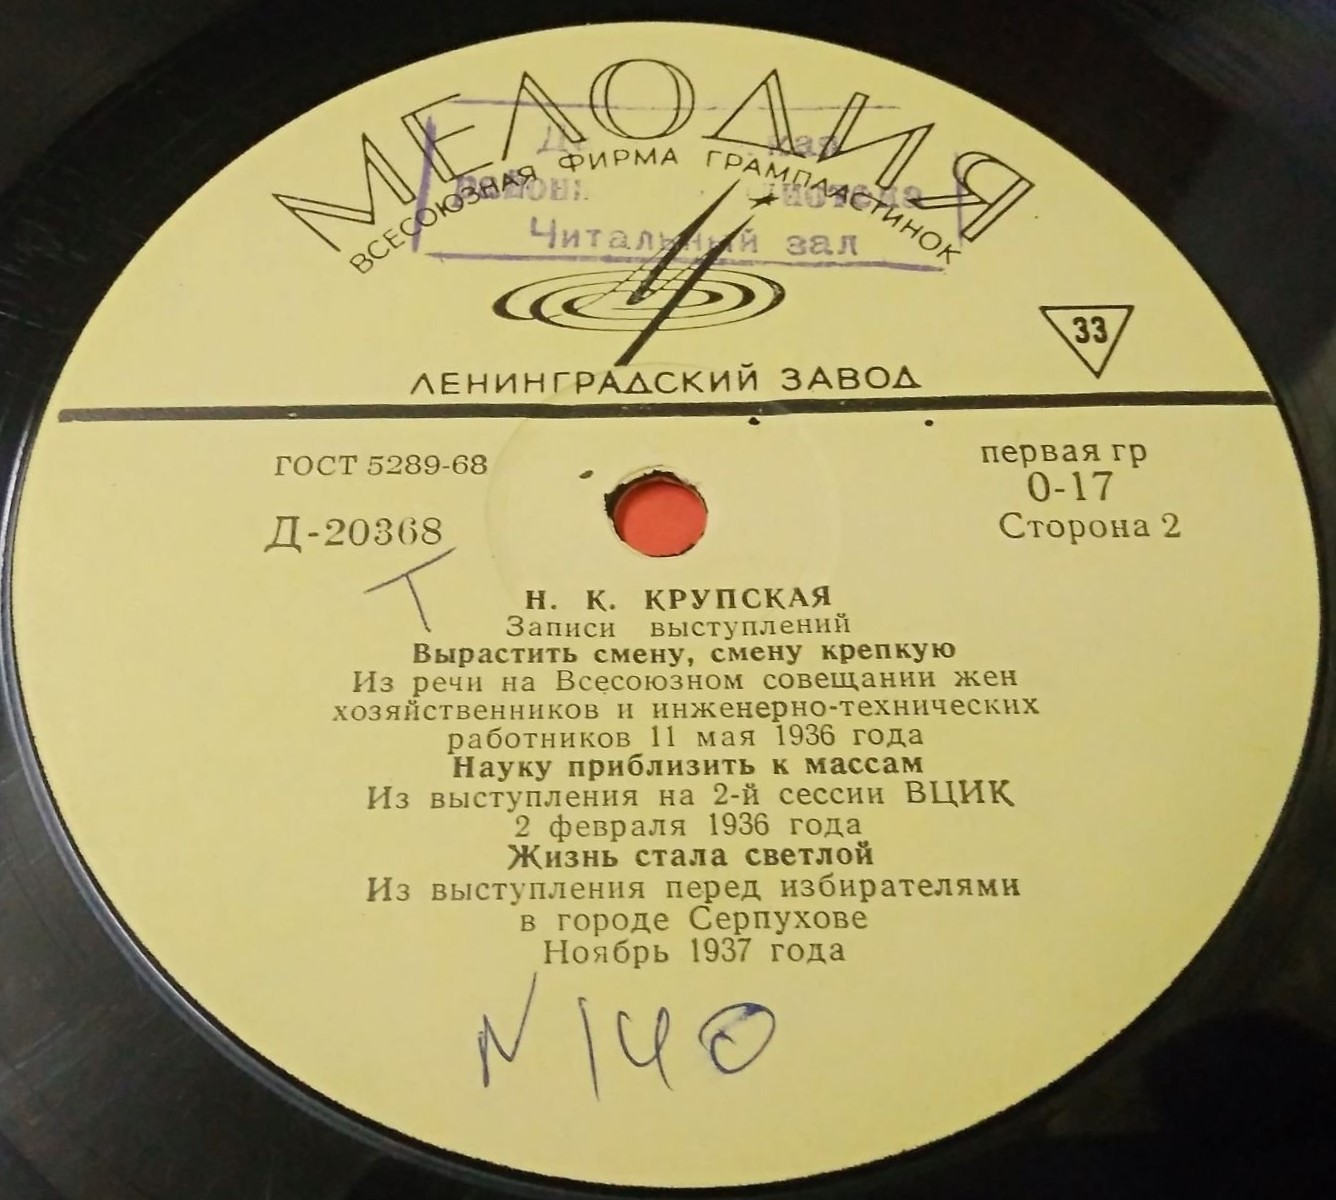 МЕЛОДИЯ
ВСЕСОЮЗНАЯ ФИРМА ГРАМПЛАСТИНОК
Читальный зал
33
ЛЕНИНГРАДСКИЙ ЗАВОД
ГОСТ 5289-68
первая гр
0-17
Д-20368
Сторона 2
Т
Н. К. КРУПСКАЯ
Записи выступлений
Вырастить смену, смену крепкую
Из речи на Всесоюзном совещании жен
хозяйственников и инженерно-технических
работников 11 мая 1936 года
Науку приблизить к массам
Из выступления на 2-й сессии ВЦИК
2 февраля 1936 года
Жизнь стала светлой
Из выступления перед избирателями
в городе Серпухове
Ноябрь 1937 года
N 140